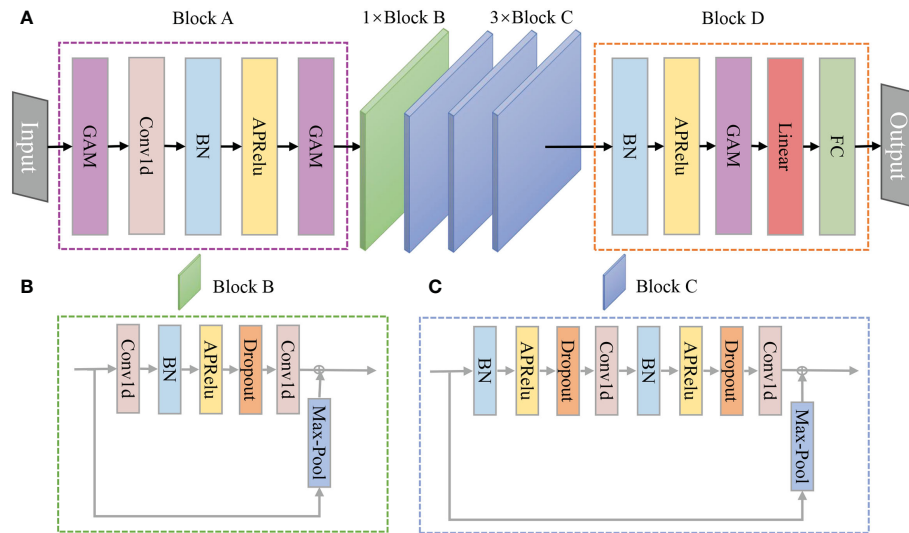 A
Block A
1×Block B
3×Block C
Block D
Input
GAM
Conv1d
BN
APRelu
GAM
BN
APRelu
GAM
Linear
FC
Output
B
Block B
Conv1d
BN
APRelu
Dropout
Conv1d
Max-Pool
C
Block C
BN
APRelu
Dropout
Conv1d
BN
APRelu
Dropout
Conv1d
Max-Pool